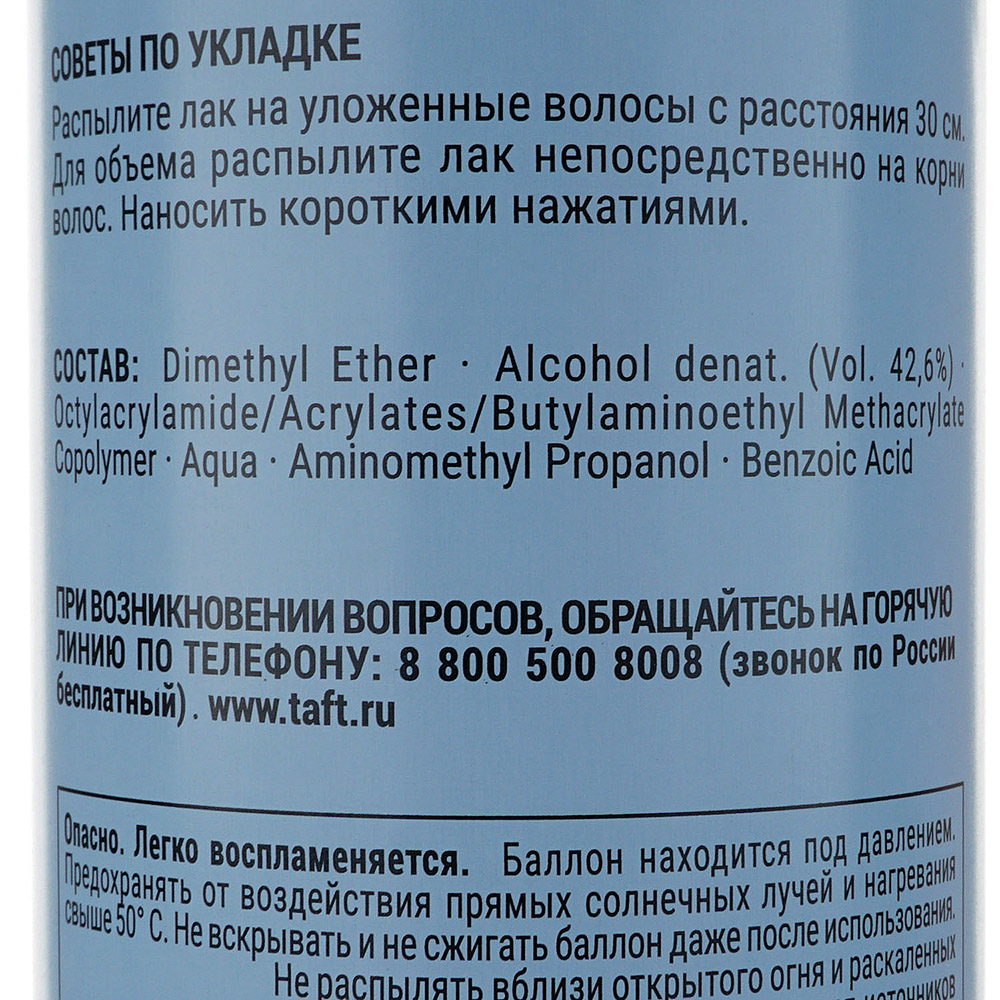 СОВЕТЫ ПО УКЛАДКЕ
Распылите лак на уложенные волосы с расстояния 30 см.
Для объема распылите лак непосредственно на корни
волос. Наносить короткими нажатиями.
СОСТАВ: Dimethyl Ether · Alcohol denat. (Vol. 42,6%) ·
Octylacrylamide/Acrylates/Butylaminoethyl Methacrylate
Copolymer · Aqua · Aminomethyl Propanol · Benzoic Acid
ПРИ ВОЗНИКНОВЕНИИ ВОПРОСОВ, ОБРАЩАЙТЕСЬ НА ГОРЯЧУЮ
ЛИНИЮ ПО ТЕЛЕФОНУ: 8 800 500 8008 (звонок по России
бесплатный). www.taft.ru
Опасно. Легко воспламеняется. Баллон находится под давлением.
Предохранять от воздействия прямых солнечных лучей и нагревания
свыше 50° С. Не вскрывать и не сжигать баллон даже после использования.
Не распылять вблизи открытого огня и раскаленных
источников